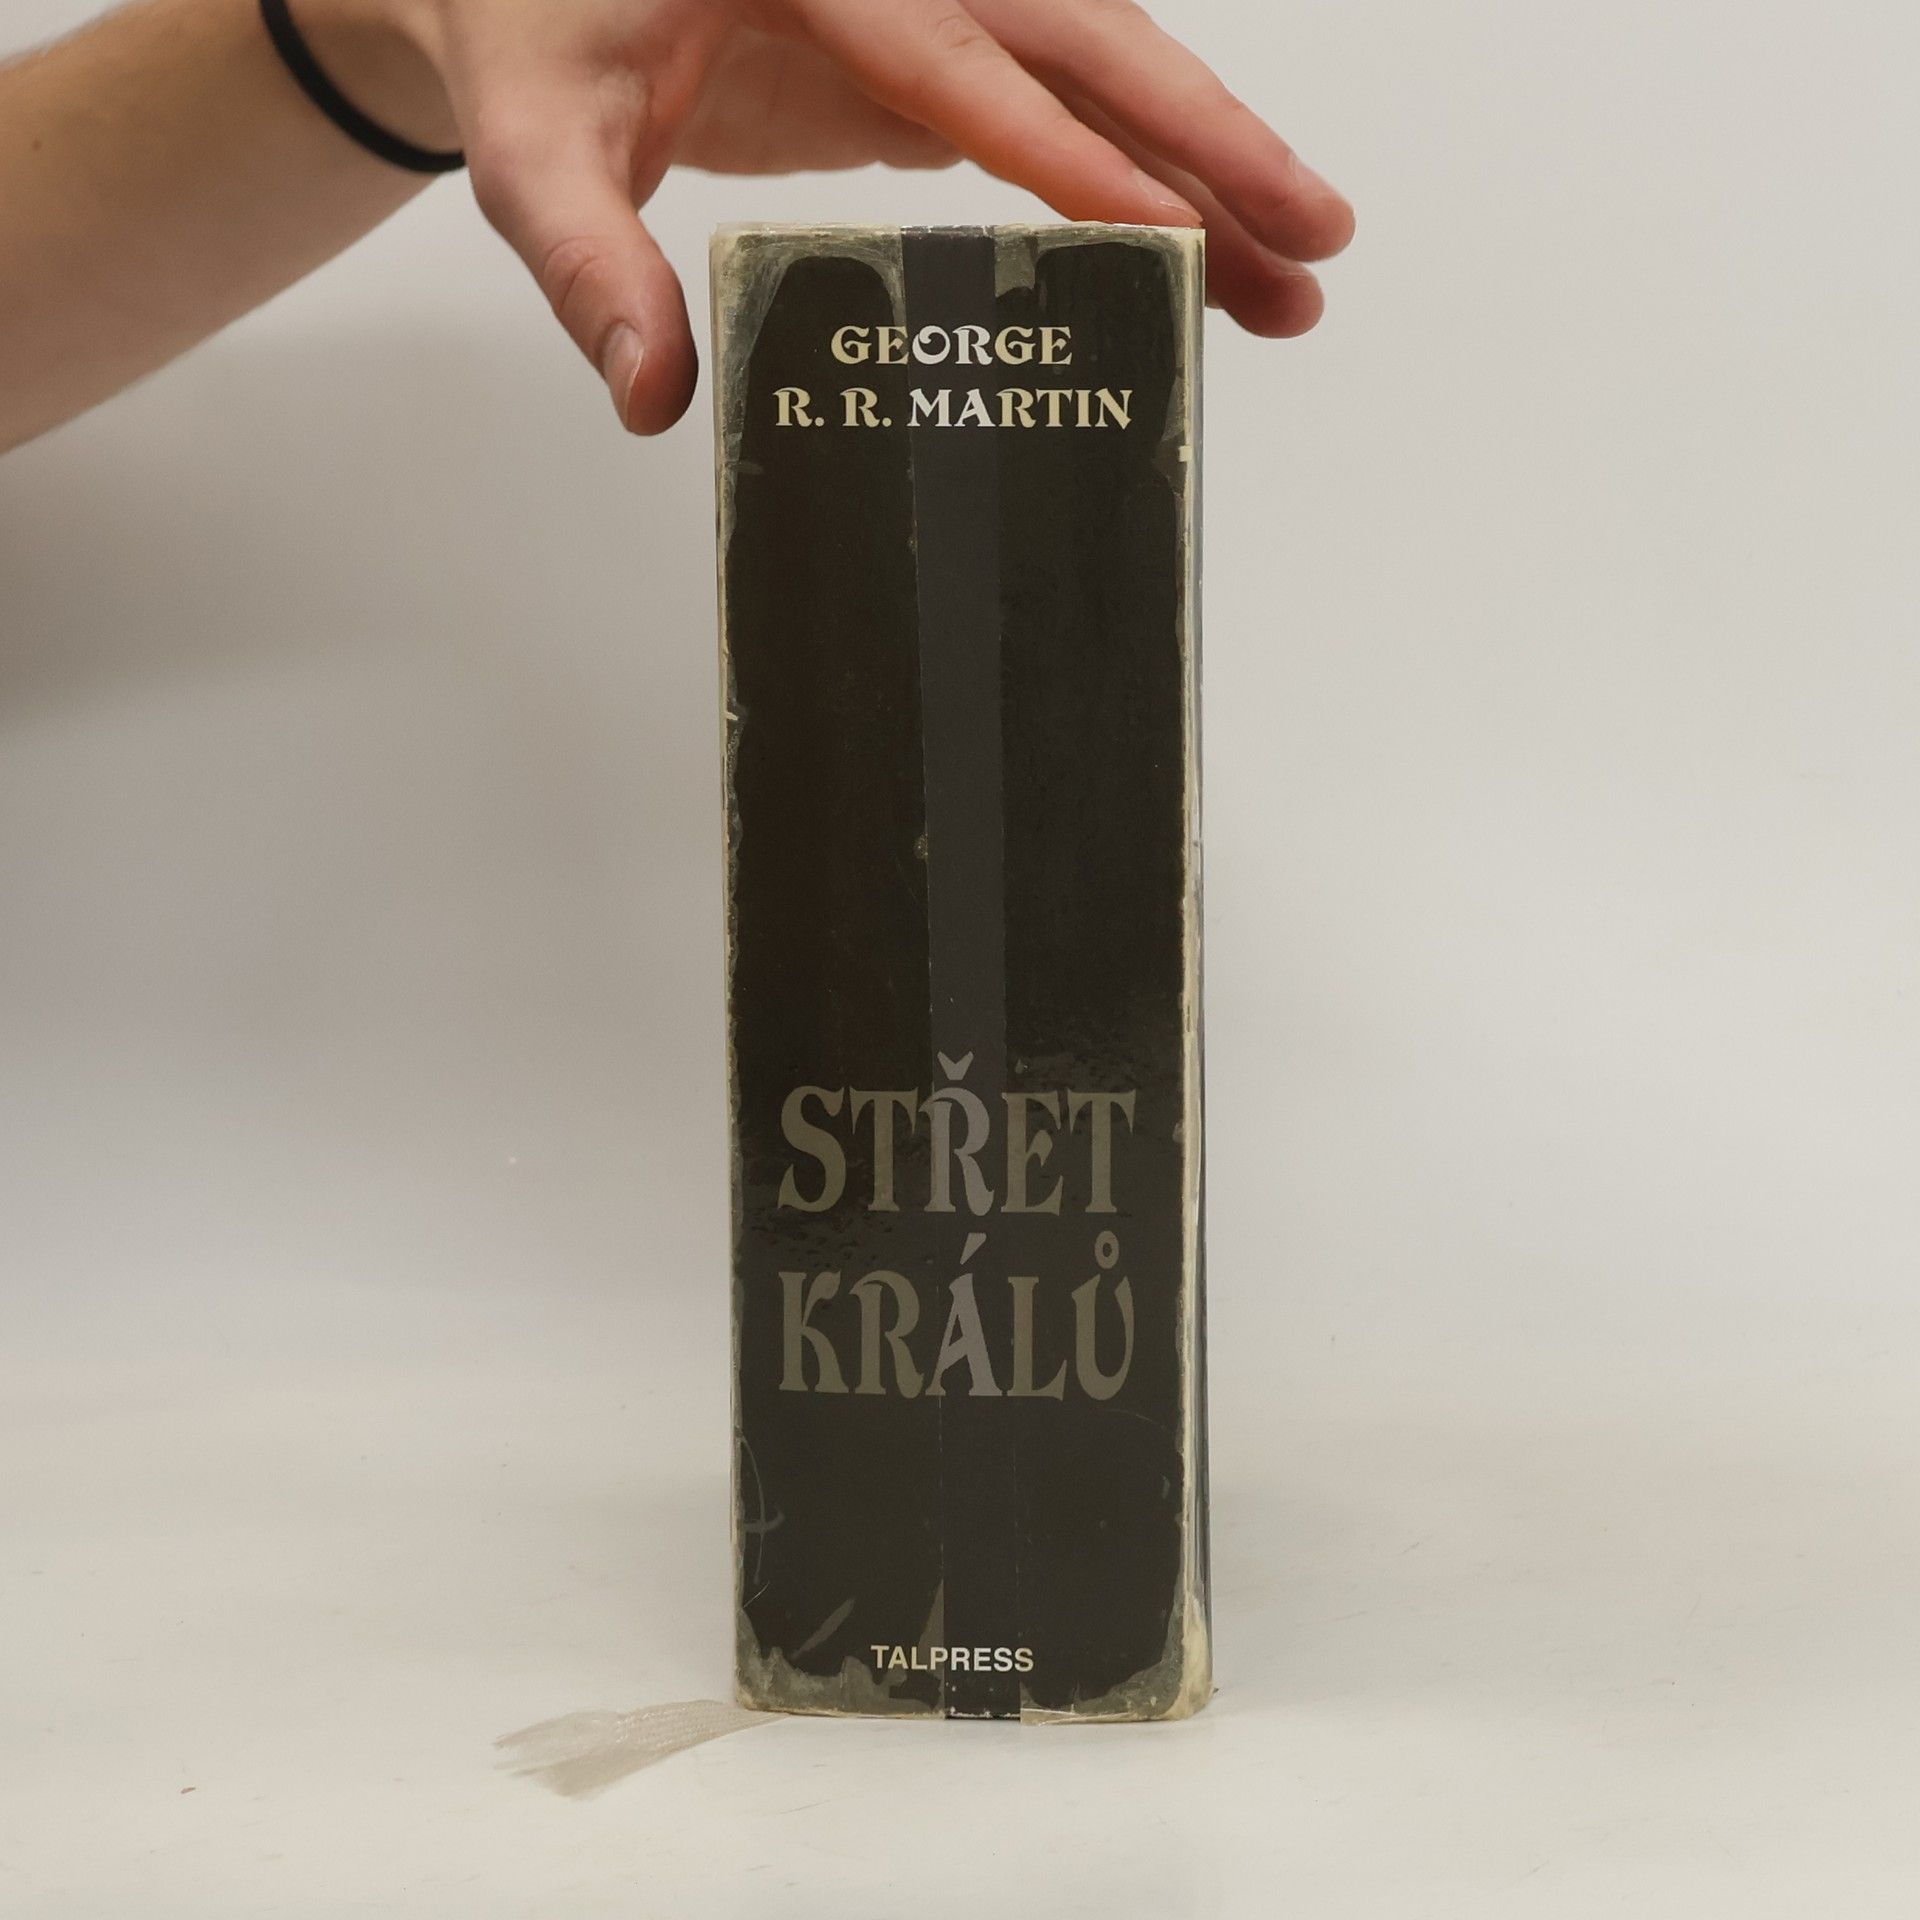 GEORGE
R. R. MARTIN
STŘET
KRÁLŮ
TALPRESS